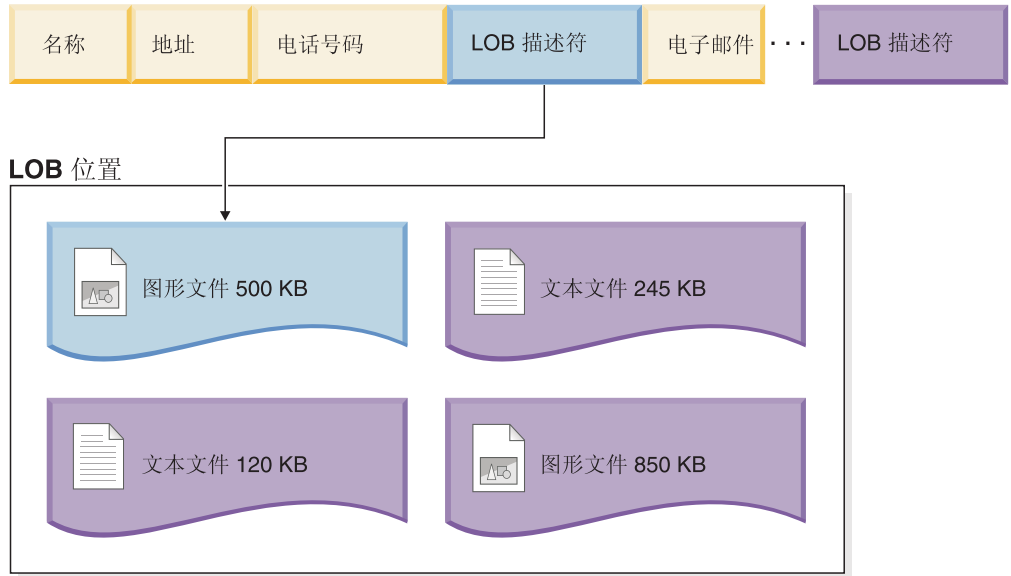 名称 地址 电话号码 LOB 描述符 电子邮件 ··· LOB 描述符
LOB 位置
图形文件 500 KB 文本文件 245 KB
文本文件 120 KB 图形文件 850 KB